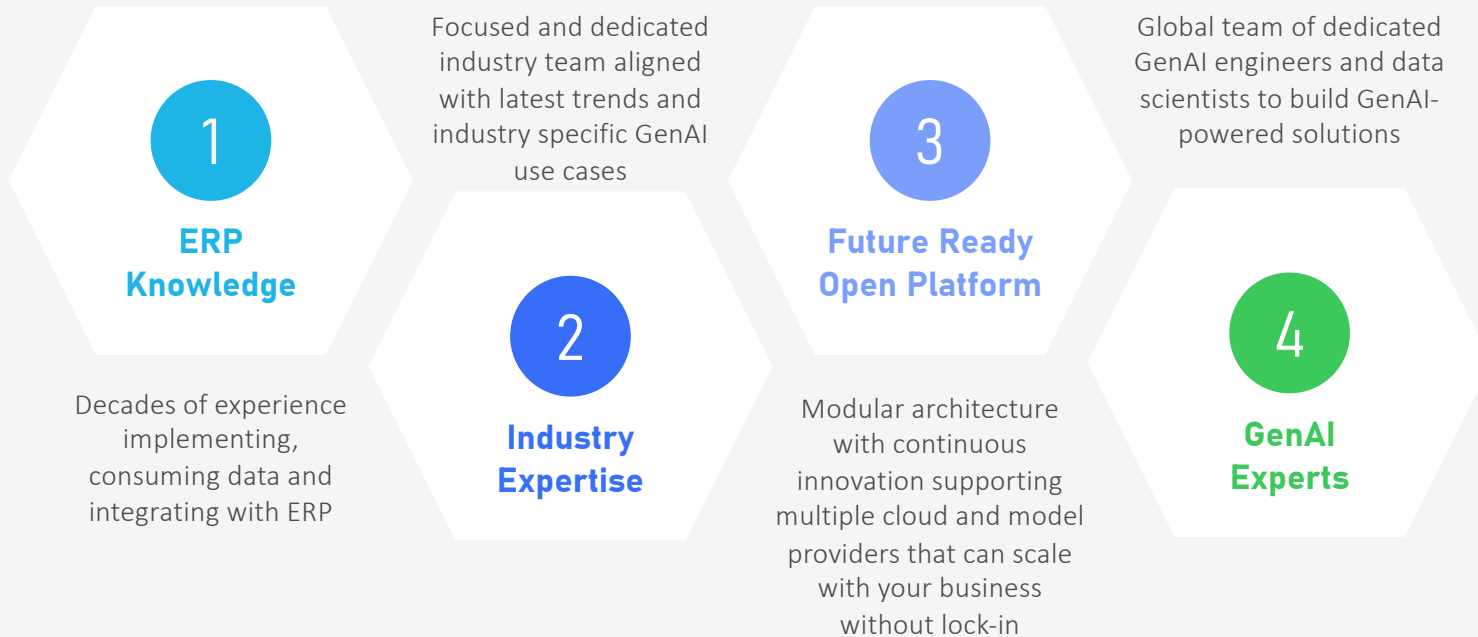 1
ERP
Knowledge
Decades of experience
implementing,
consuming data and
integrating with ERP
Focused and dedicated
industry team aligned
with latest trends and
industry specific GenAI
use cases
2
Industry
Expertise
3
Future Ready
Open Platform
Modular architecture
with continuous
innovation supporting
multiple cloud and model
providers that can scale
with your business
without lock-in
Global team of dedicated
GenAI engineers and data
scientists to build GenAI-
powered solutions
4
GenAI
Experts